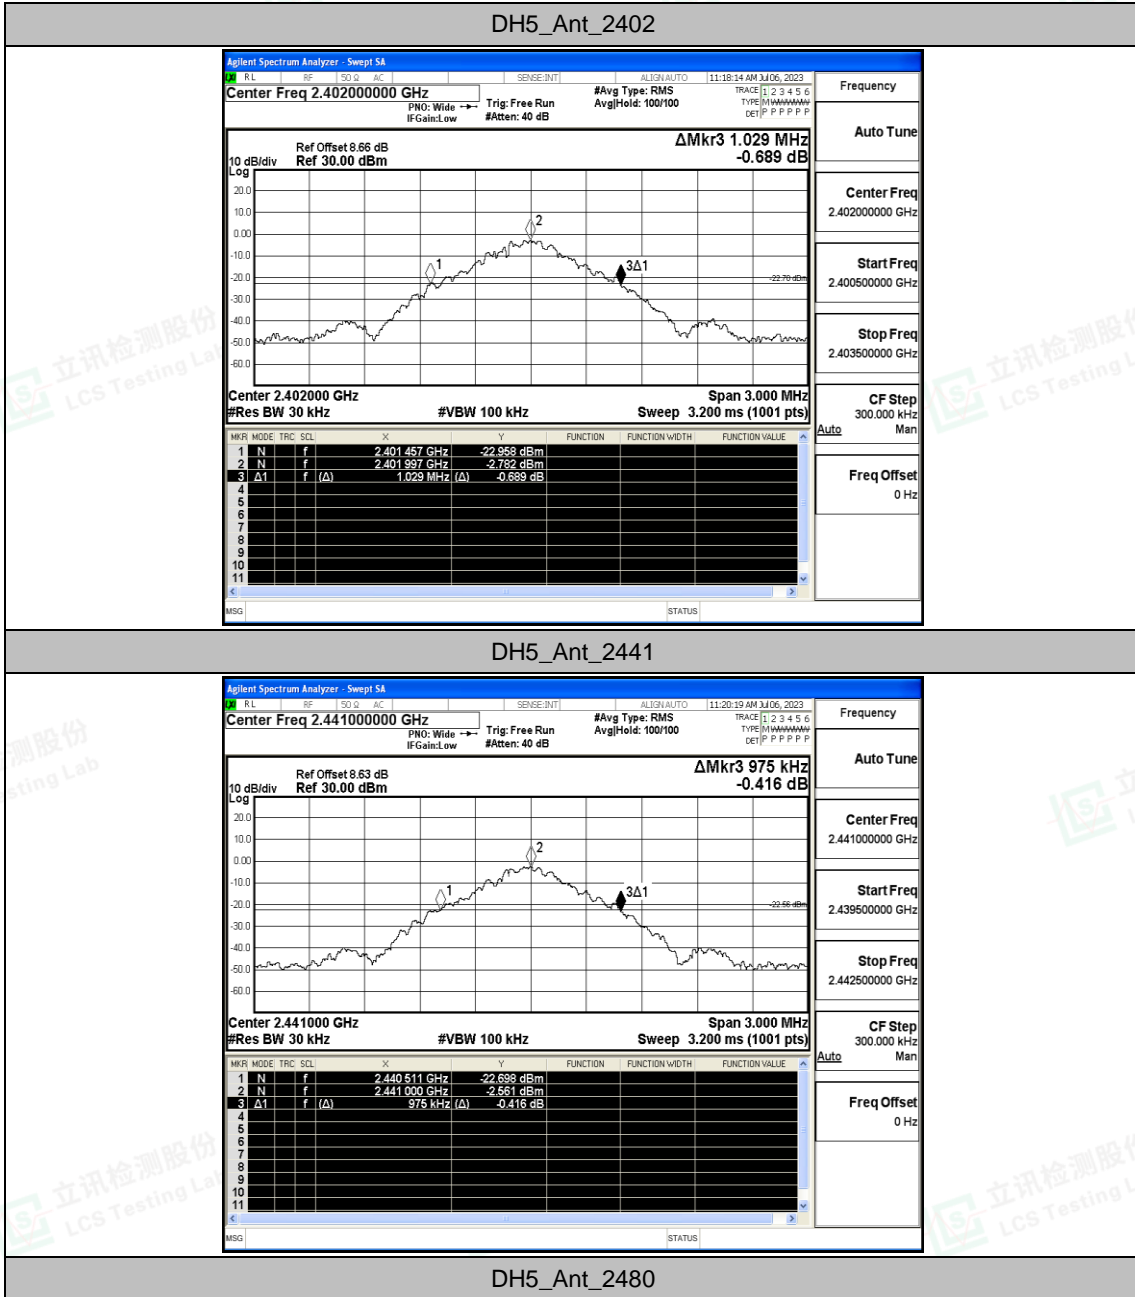 DH5_Ant_2402
Agilent Spectrum Analyzer - Swept SA
LXI RL RF 50 Ω AC SENSE:INT ALIGN AUTO 11:18:14 AM Jul 06, 2023
Center Freq 2.402000000 GHz
PNO: Wide
IFGain:Low
Trig: Free Run
#Atten: 40 dB
#Avg Type: RMS
Avg|Hold: 100/100
TRACE 1 2 3 4 5 6
TYPE M
DET P P P P P P
Frequency
Auto Tune
ΔMkr3 1.029 MHz
-0.689 dB
Ref Offset 8.66 dB
10 dB/div Ref 30.00 dBm
Log
20.0
10.0
0.00
-10.0
-20.0
-30.0
-40.0
-50.0
-60.0
1
2
3Δ1
-22.78 dBm
Center Freq
2.402000000 GHz
Start Freq
2.400500000 GHz
Stop Freq
2.403500000 GHz
CF Step
300.000 kHz
Auto Man
Freq Offset
0 Hz
Center 2.402000 GHz Span 3.000 MHz
#Res BW 30 kHz #VBW 100 kHz Sweep 3.200 ms (1001 pts)
MKR MODE TRC SCL X Y FUNCTION FUNCTION WIDTH FUNCTION VALUE
1 N f 2.401 457 GHz -22.958 dBm
2 N f 2.401 997 GHz -2.782 dBm
3 Δ1 f (Δ) 1.029 MHz (Δ) -0.689 dB
4
5
6
7
8
9
10
11
MSG STATUS
DH5_Ant_2441
Agilent Spectrum Analyzer - Swept SA
LXI RL RF 50 Ω AC SENSE:INT ALIGN AUTO 11:20:19 AM Jul 06, 2023
Center Freq 2.441000000 GHz
PNO: Wide
IFGain:Low
Trig: Free Run
#Atten: 40 dB
#Avg Type: RMS
Avg|Hold: 100/100
TRACE 1 2 3 4 5 6
TYPE M
DET P P P P P P
Frequency
Auto Tune
ΔMkr3 975 kHz
-0.416 dB
Ref Offset 8.63 dB
10 dB/div Ref 30.00 dBm
Log
20.0
10.0
0.00
-10.0
-20.0
-30.0
-40.0
-50.0
-60.0
1
2
3Δ1
-22.56 dBm
Center Freq
2.441000000 GHz
Start Freq
2.439500000 GHz
Stop Freq
2.442500000 GHz
CF Step
300.000 kHz
Auto Man
Freq Offset
0 Hz
Center 2.441000 GHz Span 3.000 MHz
#Res BW 30 kHz #VBW 100 kHz Sweep 3.200 ms (1001 pts)
MKR MODE TRC SCL X Y FUNCTION FUNCTION WIDTH FUNCTION VALUE
1 N f 2.440 511 GHz -22.698 dBm
2 N f 2.441 000 GHz -2.561 dBm
3 Δ1 f (Δ) 975 kHz (Δ) -0.416 dB
4
5
6
7
8
9
10
11
MSG STATUS
DH5_Ant_2480
立讯检测股份
LCS Testing Lab